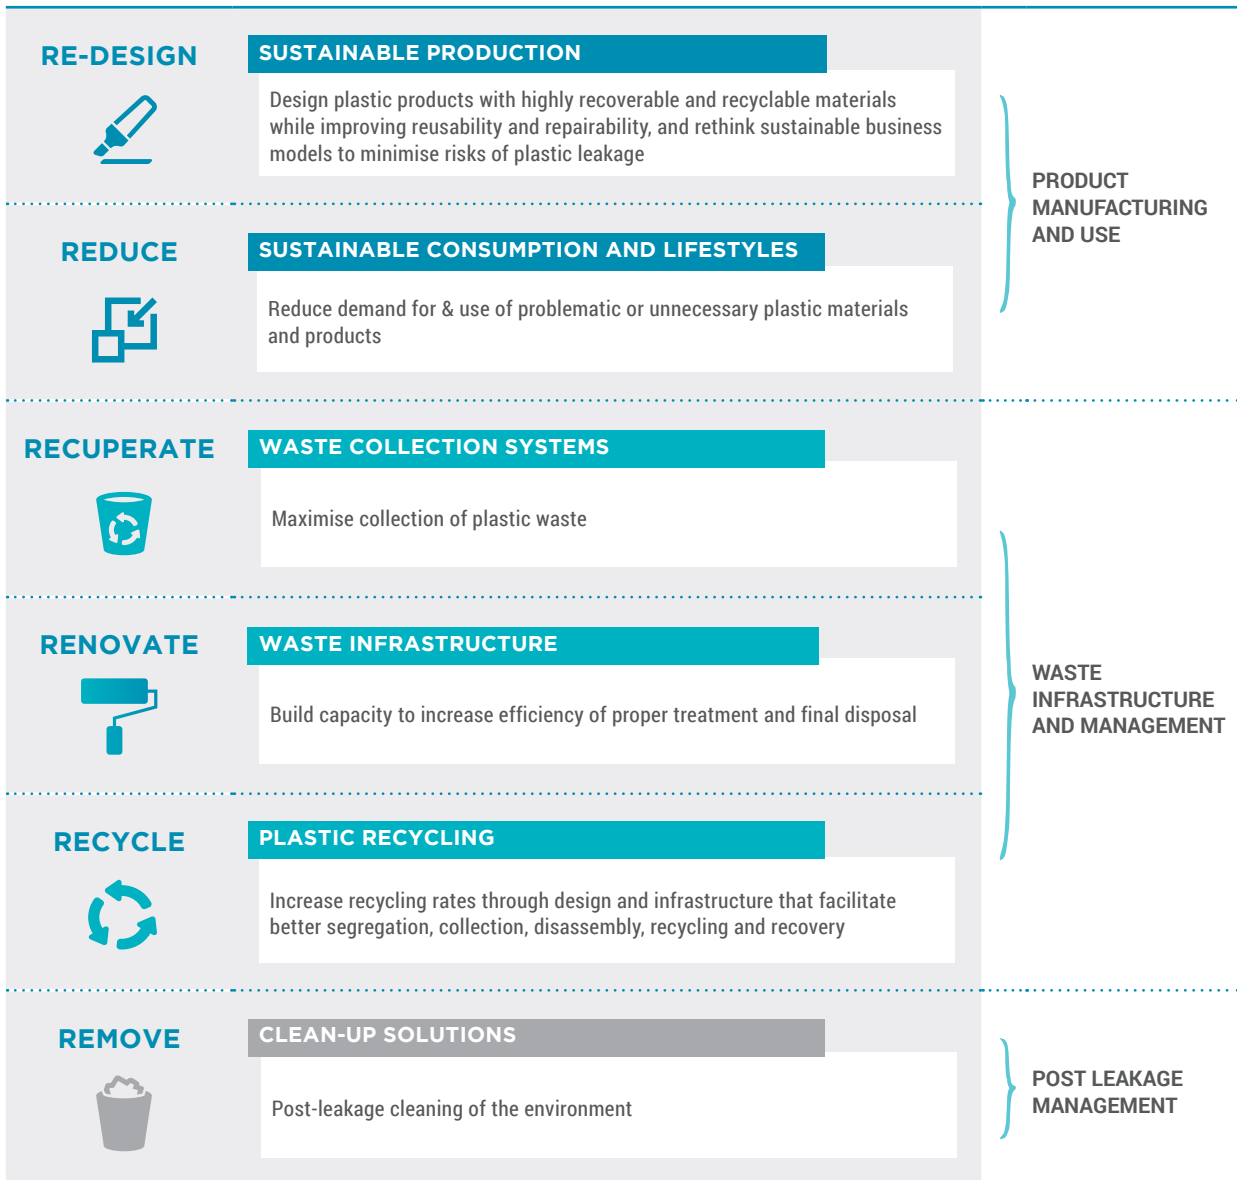 RE-DESIGN
SUSTAINABLE PRODUCTION
Design plastic products with highly recoverable and recyclable materials
while improving reusability and repairability, and rethink sustainable business
models to minimise risks of plastic leakage
REDUCE
SUSTAINABLE CONSUMPTION AND LIFESTYLES
Reduce demand for & use of problematic or unnecessary plastic materials
and products
PRODUCT
MANUFACTURING
AND USE
RECUPERATE
WASTE COLLECTION SYSTEMS
Maximise collection of plastic waste
RENOVATE
WASTE INFRASTRUCTURE
Build capacity to increase efficiency of proper treatment and final disposal
RECYCLE
PLASTIC RECYCLING
Increase recycling rates through design and infrastructure that facilitate
better segregation, collection, disassembly, recycling and recovery
WASTE
INFRASTRUCTURE
AND MANAGEMENT
REMOVE
CLEAN-UP SOLUTIONS
Post-leakage cleaning of the environment
POST LEAKAGE
MANAGEMENT